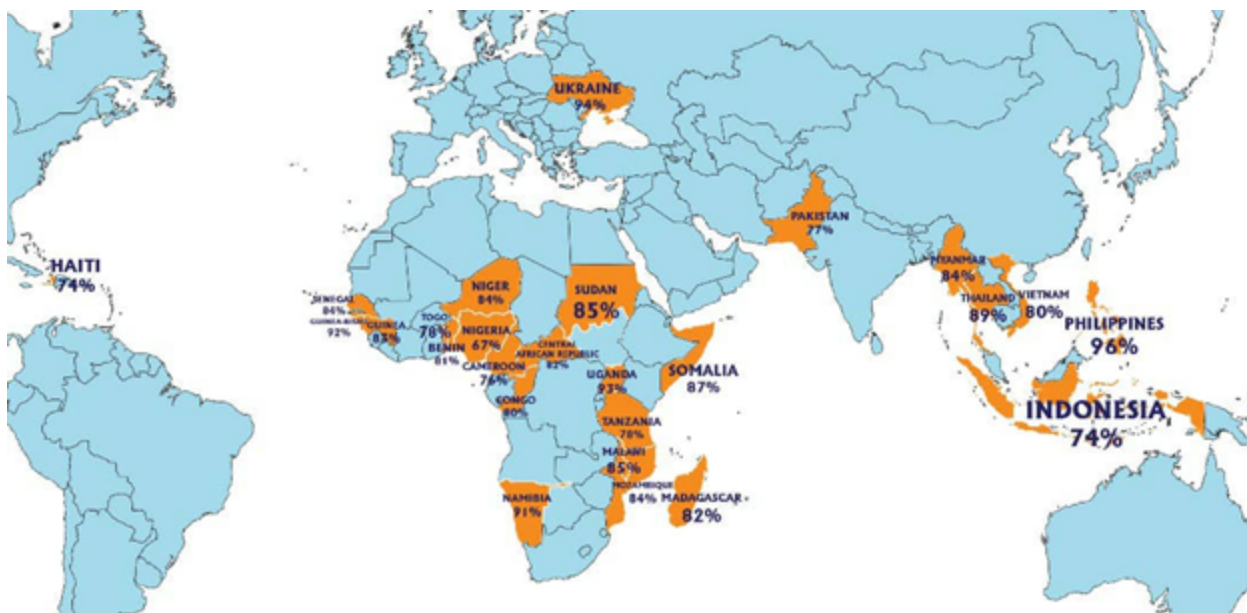 UKRAINE
94%
PAKISTAN
77%
HAITI
74%
MYANMAR
84%
NIGER
84%
SUDAN
85%
THAILAND
89%
VIETNAM
80%
SENEGAL
84%
GUINEA-BISSAU
92%
GUINEA
83%
TOGO
78%
NIGERIA
67%
BENIN
81%
CENTRAL
AFRICAN REPUBLIC
82%
PHILIPPINES
96%
CAMEROON
76%
UGANDA
93%
SOMALIA
87%
CONGO
80%
INDONESIA
74%
TANZANIA
78%
MALAWI
85%
MOZAMBIQUE
84%
MADAGASCAR
82%
NAMIBIA
91%